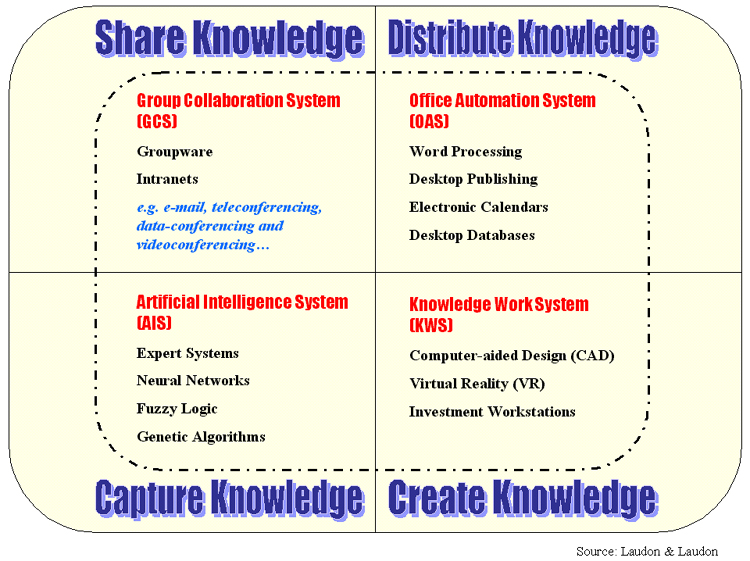 Share Knowledge
Distribute Knowledge
Group Collaboration System
(GCS)
Groupware
Intranets
e.g. e-mail, teleconferencing,
data-conferencing and
videoconferencing…
Office Automation System
(OAS)
Word Processing
Desktop Publishing
Electronic Calendars
Desktop Databases
Artificial Intelligence System
(AIS)
Expert Systems
Neural Networks
Fuzzy Logic
Genetic Algorithms
Knowledge Work System
(KWS)
Computer-aided Design (CAD)
Virtual Reality (VR)
Investment Workstations
Capture Knowledge
Create Knowledge
Source: Laudon & Laudon